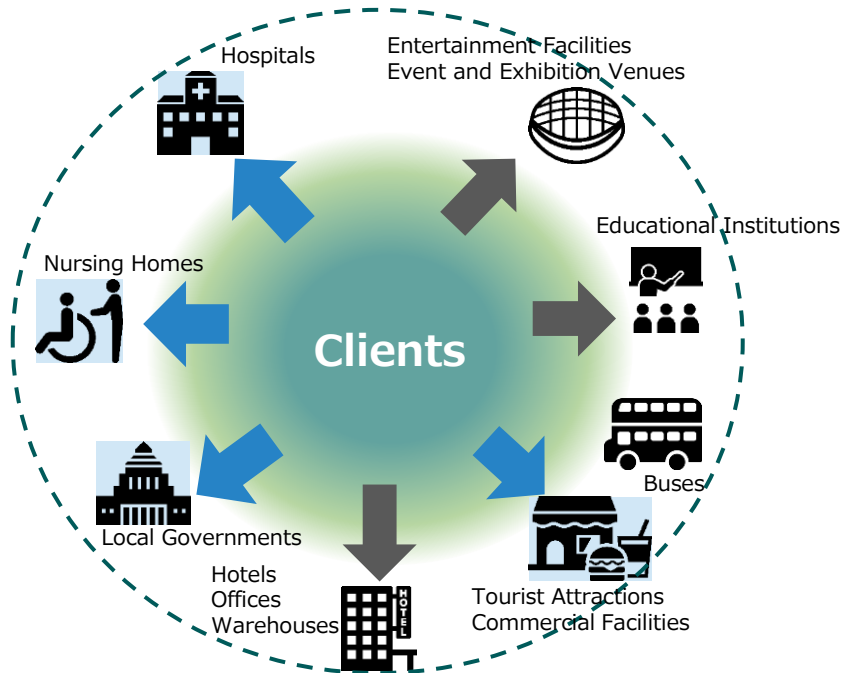 Hospitals
Entertainment Facilities
Event and Exhibition Venues
Educational Institutions
Nursing Homes
Clients
Buses
Local Governments
Hotels
Offices
Warehouses
HOTEL
Tourist Attractions
Commercial Facilities